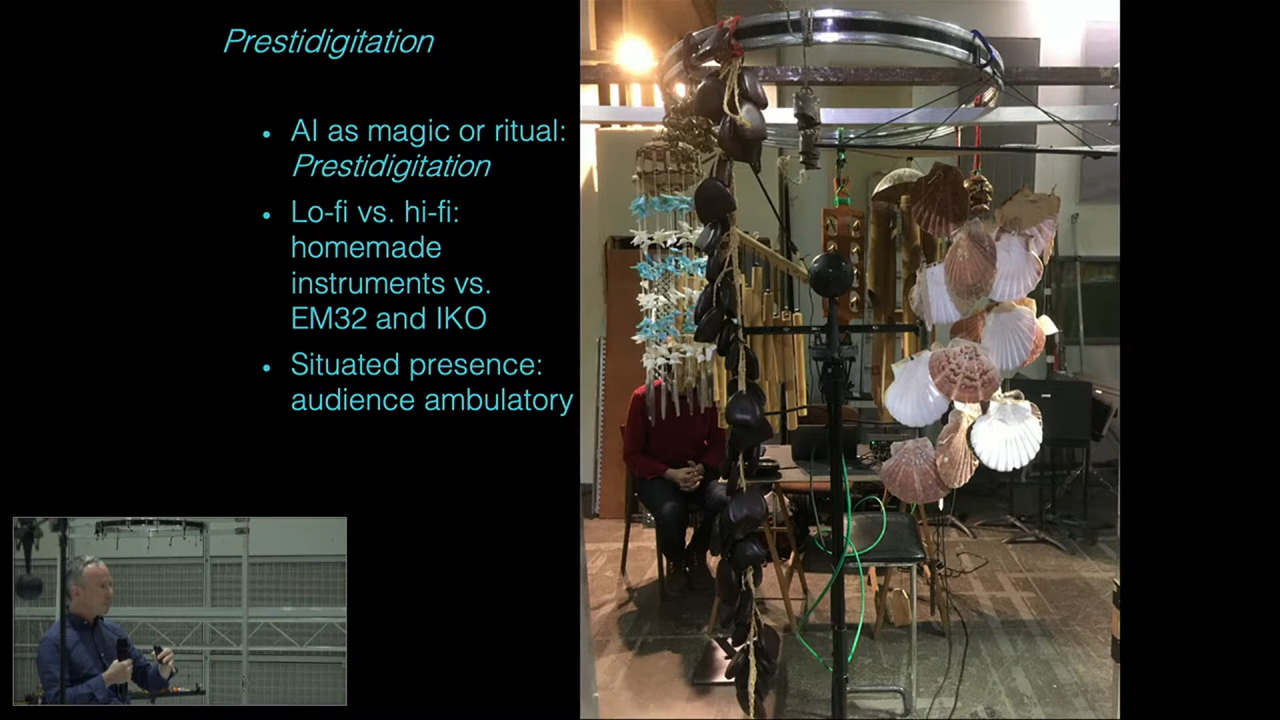 Prestidigitation
• AI as magic or ritual:
Prestidigitation
• Lo-fi vs. hi-fi:
homemade
instruments vs.
EM32 and IKO
• Situated presence:
audience ambulatory